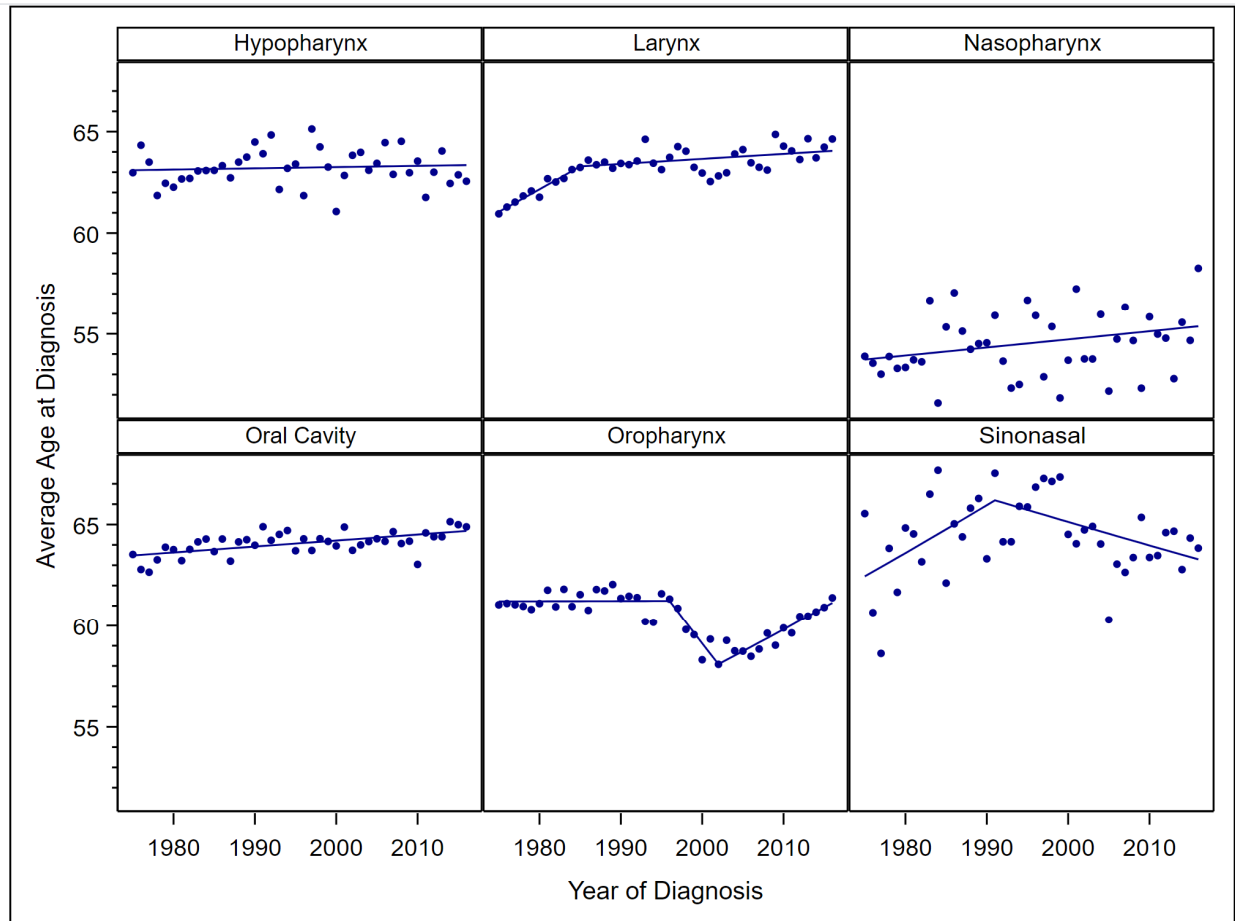 Hypopharynx
Larynx
Nasopharynx
65
60
55
Oral Cavity
Oropharynx
Sinonasal
65
60
55
Average Age at Diagnosis
1980 1990 2000 2010
1980 1990 2000 2010
1980 1990 2000 2010
Year of Diagnosis